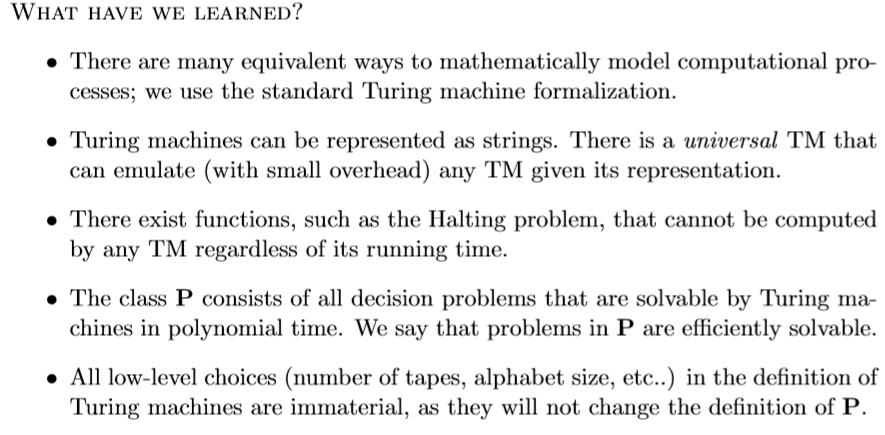 WHAT HAVE WE LEARNED?
• There are many equivalent ways to mathematically model computational pro-
cesses; we use the standard Turing machine formalization.
• Turing machines can be represented as strings. There is a universal TM that
can emulate (with small overhead) any TM given its representation.
• There exist functions, such as the Halting problem, that cannot be computed
by any TM regardless of its running time.
• The class P consists of all decision problems that are solvable by Turing ma-
chines in polynomial time. We say that problems in P are efficiently solvable.
• All low-level choices (number of tapes, alphabet size, etc..) in the definition of
Turing machines are immaterial, as they will not change the definition of P.